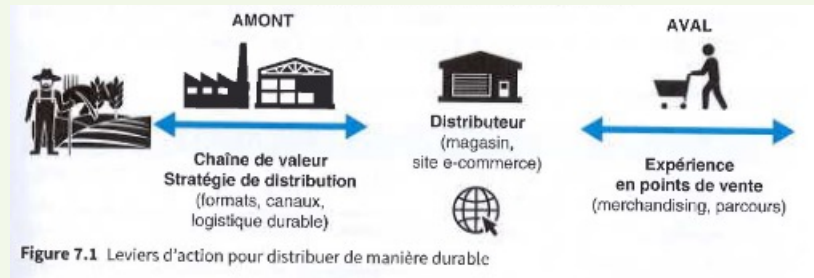 AMONT
AVAL
Distributeur
(magasin,
site e-commerce)
Chaîne de valeur
Stratégie de distribution
(formats, canaux,
logistique durable)
Expérience
en points de vente
(merchandising, parcours)
Figure 7.1 Leviers d'action pour distribuer de manière durable